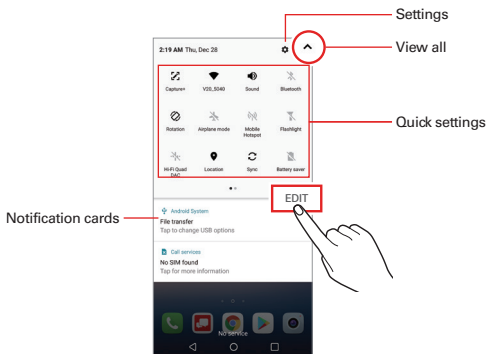 Settings
2:19 AM Thu, Dec 28
View all
Capture+
V20_5040
Sound
Bluetooth
Quick settings
Rotation
Airplane mode
Mobile
Hotspot
Flashlight
Hi-Fi Quad
DAC
Location
Sync
Battery saver
EDIT
Notification cards
Android System
File transfer
Tap to change USB options
Call services
No SIM found
Tap for more information
No service